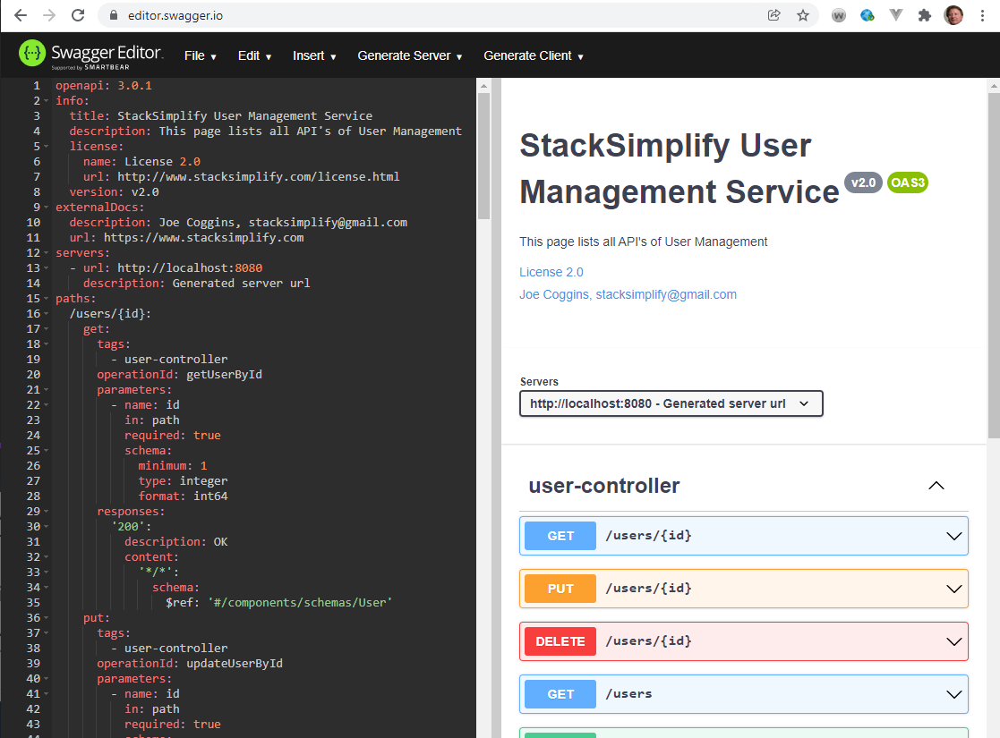 editor.swagger.io
Swagger Editor.
Supported by SMARTBEAR
File ▾ Edit ▾ Insert ▾ Generate Server ▾ Generate Client ▾
1 openapi: 3.0.1
2 info:
3 title: StackSimplify User Management Service
4 description: This page lists all API's of User Management
5 license:
6 name: License 2.0
7 url: http://www.stacksimplify.com/license.html
8 version: v2.0
9 externalDocs:
10 description: Joe Coggins, stacksimplify@gmail.com
11 url: https://www.stacksimplify.com
12 servers:
13 - url: http://localhost:8080
14 description: Generated server url
15 paths:
16 /users/{id}:
17 get:
18 tags:
19 - user-controller
20 operationId: getUserById
21 parameters:
22 - name: id
23 in: path
24 required: true
25 schema:
26 minimum: 1
27 type: integer
28 format: int64
29 responses:
30 '200':
31 description: OK
32 content:
33 '*/*':
34 schema:
35 $ref: '#/components/schemas/User'
36 put:
37 tags:
38 - user-controller
39 operationId: updateUserById
40 parameters:
41 - name: id
42 in: path
43 required: true
StackSimplify User
Management Service v2.0 OAS3
This page lists all API's of User Management
License 2.0
Joe Coggins, stacksimplify@gmail.com
Servers
http://localhost:8080 - Generated server url
user-controller
GET /users/{id}
PUT /users/{id}
DELETE /users/{id}
GET /users